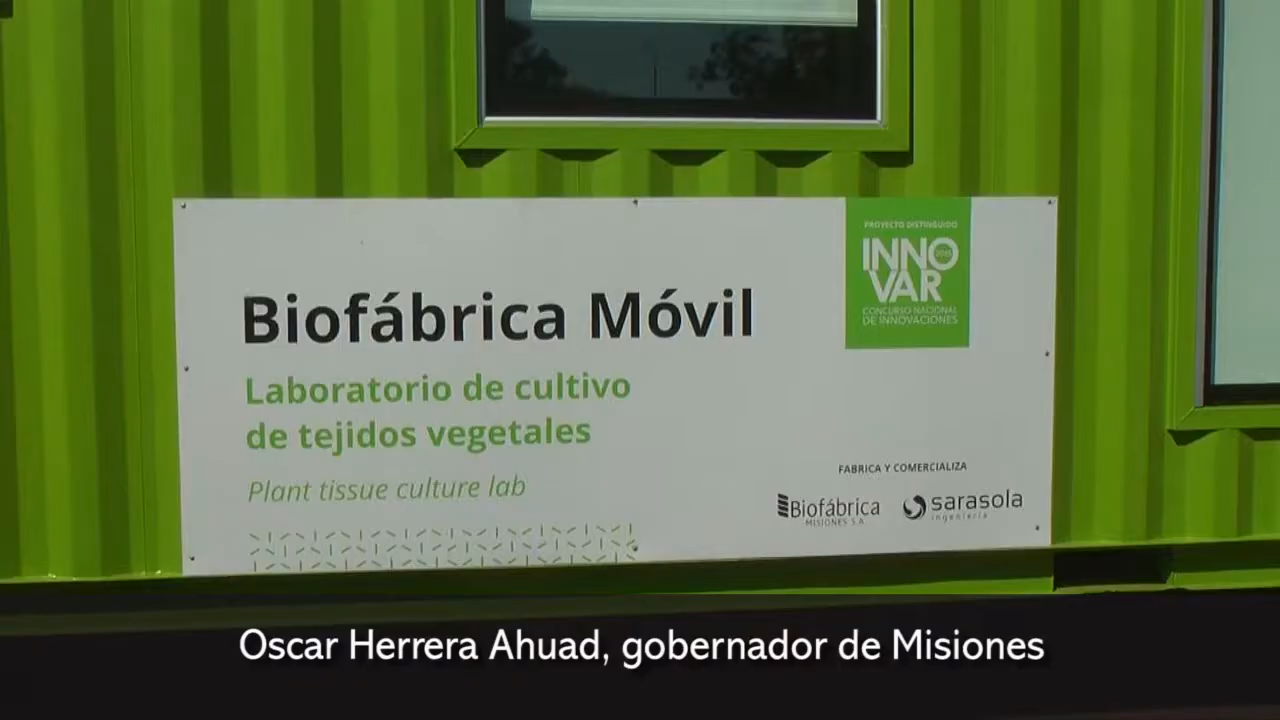 PROYECTO DISTINGUIDO
INNO
VAR
CONCURSO NACIONAL
DE INNOVACIONES
Biofábrica Móvil
Laboratorio de cultivo
de tejidos vegetales
Plant tissue culture lab
FABRICA Y COMERCIALIZA
Biofábrica
MISIONES S.A.
sarasola
ingeniería
Oscar Herrera Ahuad, gobernador de Misiones